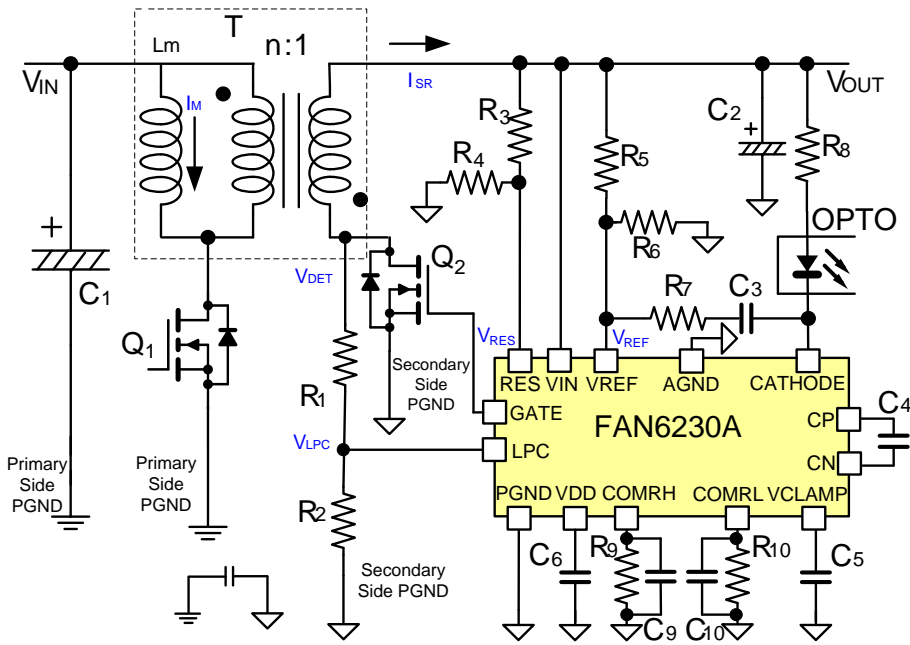 T
Lm
n:1
VIN
IM
ISR
VOUT
C2
+
R3
R4
R5
R8
R6
OPTO
+
C1
VDET
Q2
R7
C3
Q1
VRES
VREF
Secondary
Side
PGND
R1
RES
VIN
VREF
AGND
CATHODE
GATE
FAN6230A
CP
C4
VLPC
LPC
CN
Primary
Side
PGND
Primary
Side
PGND
PGND
VDD
COMRH
COMRL
VCLAMP
R2
C6
R9
R10
C5
Secondary
Side PGND
C9
C10